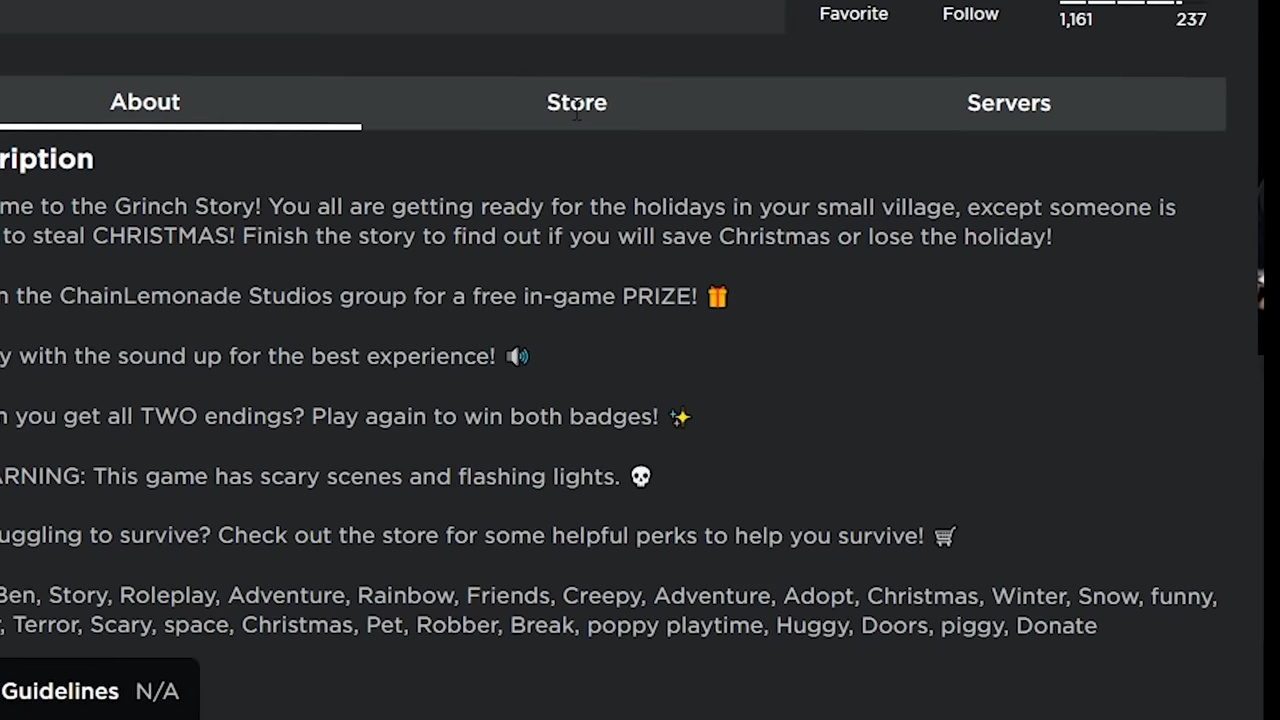 Favorite Follow 1,161 237
About Store Servers
ription
me to the Grinch Story! You all are getting ready for the holidays in your small village, except someone is
to steal CHRISTMAS! Finish the story to find out if you will save Christmas or lose the holiday!
n the ChainLemonade Studios group for a free in-game PRIZE! 🎁
y with the sound up for the best experience! 🔊
n you get all TWO endings? Play again to win both badges! ✨
ARNING: This game has scary scenes and flashing lights. 💀
uggling to survive? Check out the store for some helpful perks to help you survive! 🛒
Ben, Story, Roleplay, Adventure, Rainbow, Friends, Creepy, Adventure, Adopt, Christmas, Winter, Snow, funny,
, Terror, Scary, space, Christmas, Pet, Robber, Break, poppy playtime, Huggy, Doors, piggy, Donate
Guidelines N/A